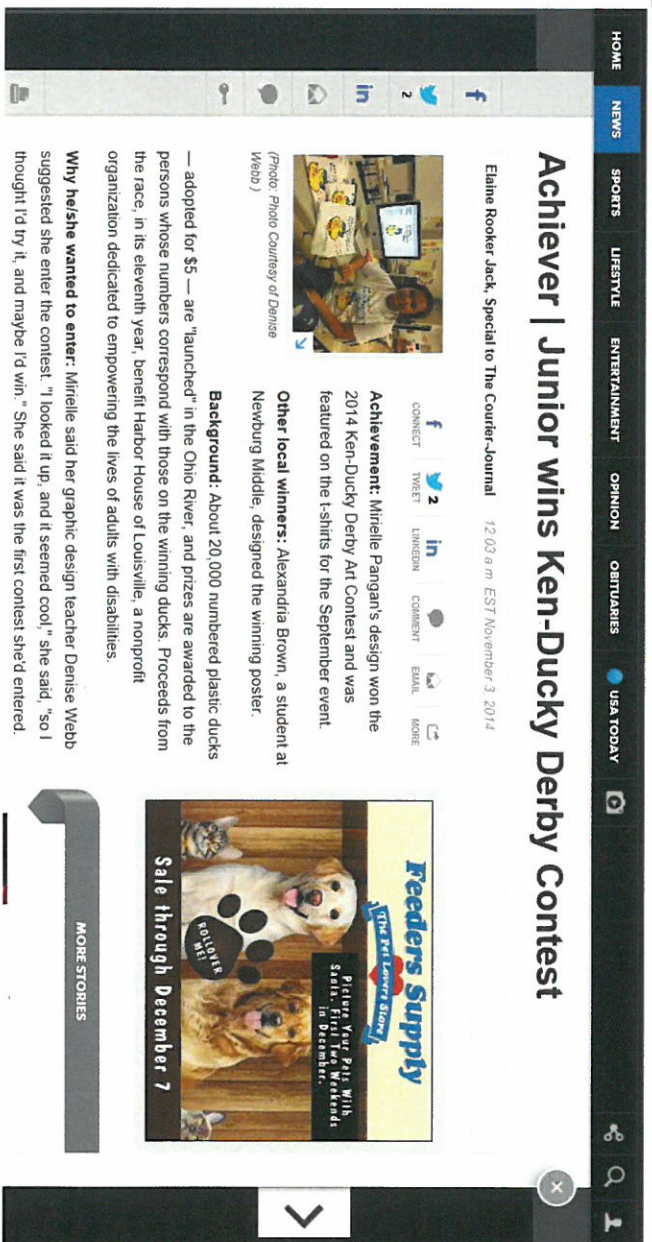 HOME NEWS SPORTS LIFESTYLE ENTERTAINMENT OPINION OBITUARIES USA TODAY
Achiever | Junior wins Ken-Ducky Derby Contest
Elaine Rooker Jack, Special to The Courier-Journal 12:03 a.m. EST November 3, 2014
2
f CONNECT
2 TWEET
in LINKEDIN
COMMENT
EMAIL
MORE
(Photo: Photo Courtesy of Denise
Webb )
Achievement: Mirielle Pangan's design won the
2014 Ken-Ducky Derby Art Contest and was
featured on the t-shirts for the September event.
Other local winners: Alexandria Brown, a student at
Newburg Middle, designed the winning poster.
Background: About 20,000 numbered plastic ducks
— adopted for $5 — are "launched" in the Ohio River, and prizes are awarded to the
persons whose numbers correspond with those on the winning ducks. Proceeds from
the race, in its eleventh year, benefit Harbor House of Louisville, a nonprofit
organization dedicated to empowering the lives of adults with disabilities.
Why he/she wanted to enter: Mirielle said her graphic design teacher Denise Webb
suggested she enter the contest. "I looked it up, and it seemed cool," she said, "so I
thought I'd try it, and maybe I'd win." She said it was the first contest she'd entered.
Feeders Supply
The Pet Lovers Store
Picture Your Pets With
Santa. First Two Weekends
in December.
ROLLOVER
ME!
Sale through December 7
MORE STORIES